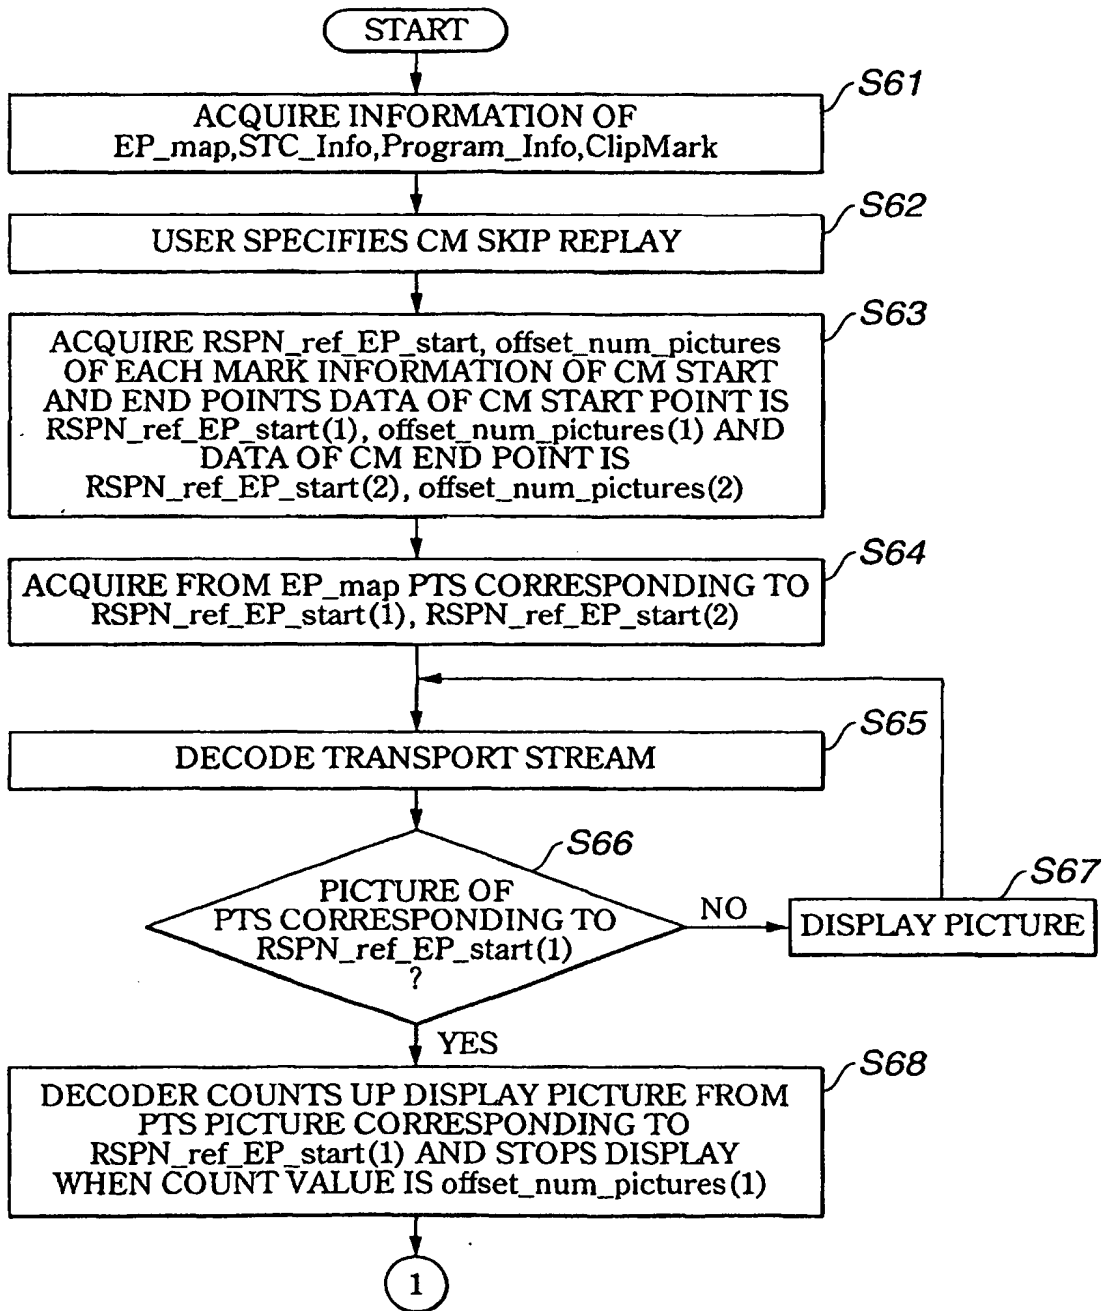 START
S61
ACQUIRE INFORMATION OF
EP_map,STC_Info,Program_Info,ClipMark
S62
USER SPECIFIES CM SKIP REPLAY
S63
ACQUIRE RSPN_ref_EP_start, offset_num_pictures
OF EACH MARK INFORMATION OF CM START
AND END POINTS DATA OF CM START POINT IS
RSPN_ref_EP_start(1), offset_num_pictures(1) AND
DATA OF CM END POINT IS
RSPN_ref_EP_start(2), offset_num_pictures(2)
S64
ACQUIRE FROM EP_map PTS CORRESPONDING TO
RSPN_ref_EP_start(1), RSPN_ref_EP_start(2)
S65
DECODE TRANSPORT STREAM
S66
PICTURE OF
PTS CORRESPONDING TO
RSPN_ref_EP_start(1)
?
NO
S67
DISPLAY PICTURE
YES
S68
DECODER COUNTS UP DISPLAY PICTURE FROM
PTS PICTURE CORRESPONDING TO
RSPN_ref_EP_start(1) AND STOPS DISPLAY
WHEN COUNT VALUE IS offset_num_pictures(1)
1